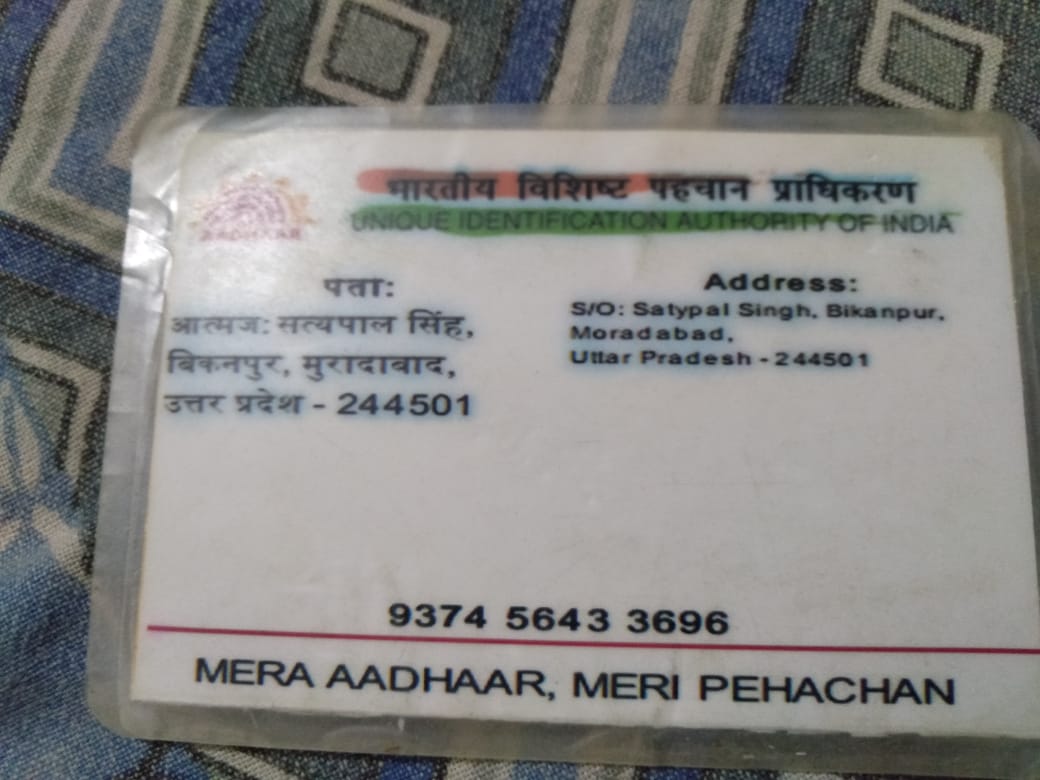 भारतीय विशिष्ट पहचान प्राधिकरण
UNIQUE IDENTIFICATION AUTHORITY OF INDIA
AADHAAR
पता:
आत्मज: सत्यपाल सिंह,
बिकनपुर, मुरादाबाद,
उत्तर प्रदेश - 244501
Address:
S/O: Satypal Singh, Bikanpur,
Moradabad,
Uttar Pradesh - 244501
9374 5643 3696
MERA AADHAAR, MERI PEHACHAN